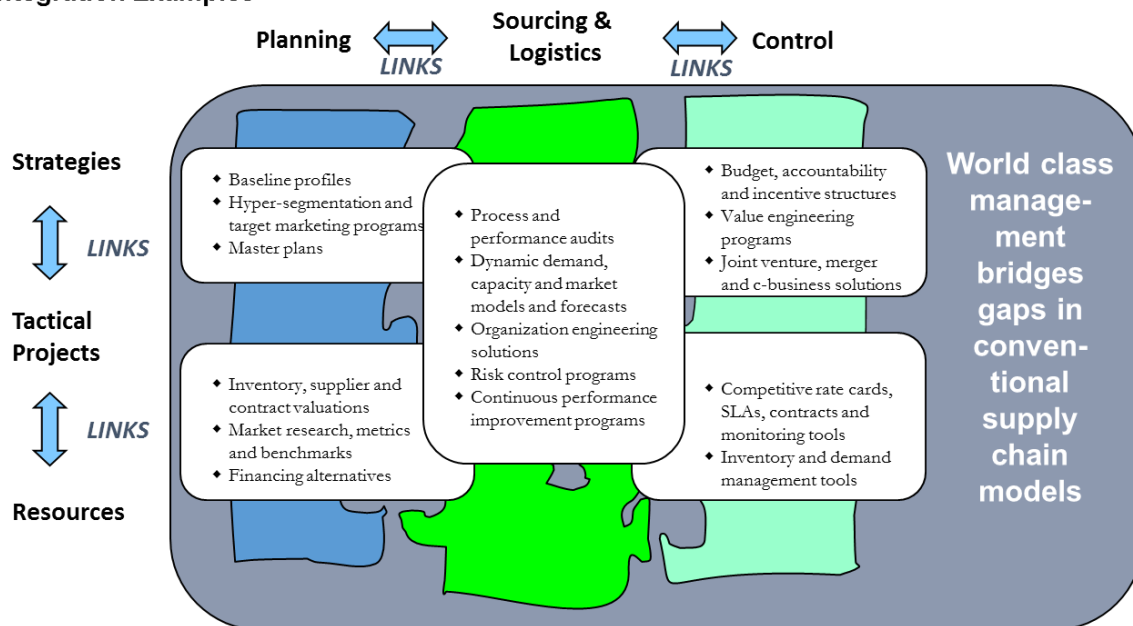 Integration Examples
Planning
LINKS
Sourcing &
Logistics
LINKS
Control
Strategies
LINKS
Tactical
Projects
LINKS
Resources
◆ Baseline profiles
◆ Hyper-segmentation and
target marketing programs
◆ Master plans
◆ Inventory, supplier and
contract valuations
◆ Market research, metrics
and benchmarks
◆ Financing alternatives
◆ Process and
performance audits
◆ Dynamic demand,
capacity and market
models and forecasts
◆ Organization engineering
solutions
◆ Risk control programs
◆ Continuous performance
improvement programs
◆ Budget, accountability
and incentive structures
◆ Value engineering
programs
◆ Joint venture, merger
and c-business solutions
◆ Competitive rate cards,
SLAs, contracts and
monitoring tools
◆ Inventory and demand
management tools
World class
manage-
ment
bridges
gaps in
conven-
tional
supply
chain
models